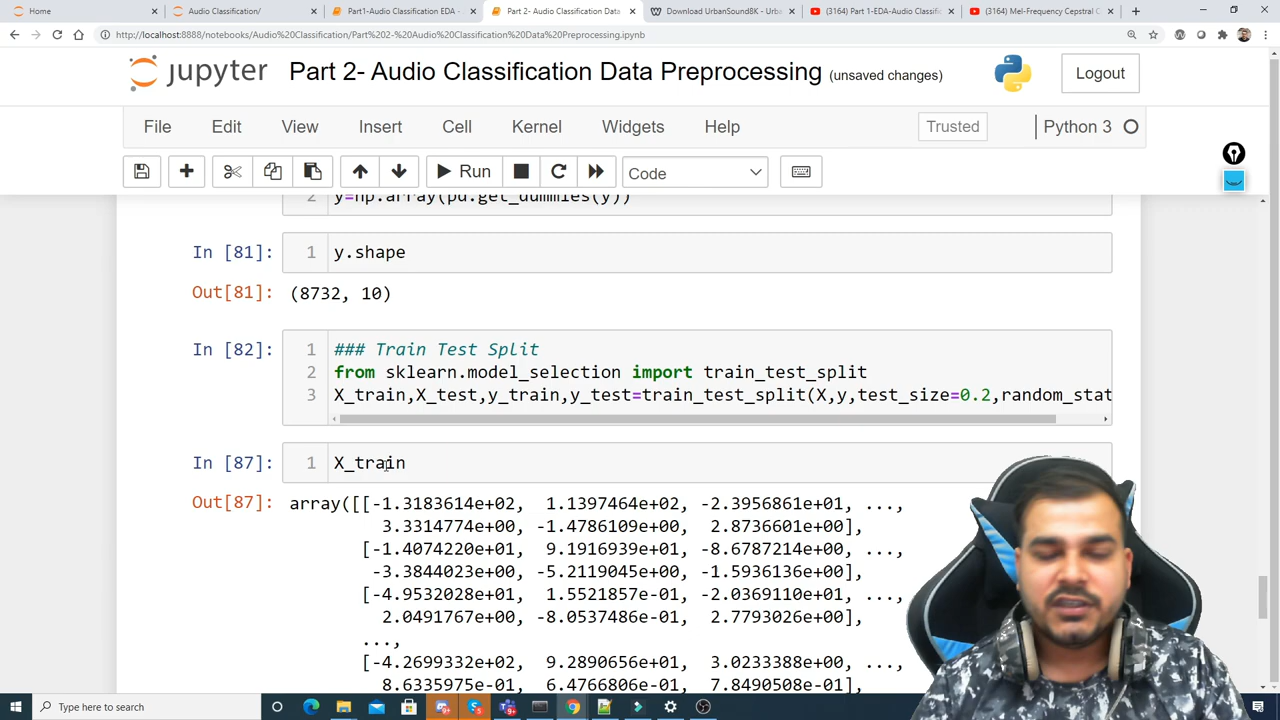 Home
Audio Classification/
Part1-Audio Classification EDA -
Part 2- Audio Classification Data
Download UrbanSound8K - Urba
(3164) Part 1-EDA-Audio Classifi
(3164) Mel-Frequency Cepstral C
http://localhost:8888/notebooks/Audio%20Classification/Part%202-%20Audio%20Classification%20Data%20Preprocessing.ipynb
jupyter Part 2- Audio Classification Data Preprocessing (unsaved changes) Logout
File Edit View Insert Cell Kernel Widgets Help Trusted Python 3
Run Code
2 y=np.array(pd.get_dummies(y))
In [81]: 1 y.shape
Out[81]: (8732, 10)
In [82]: 1 ### Train Test Split
2 from sklearn.model_selection import train_test_split
3 X_train,X_test,y_train,y_test=train_test_split(X,y,test_size=0.2,random_stat
In [87]: 1 X_train
Out[87]: array([[-1.3183614e+02, 1.1397464e+02, -2.3956861e+01, ...,
3.3314774e+00, -1.4786109e+00, 2.8736601e+00],
[-1.4074220e+01, 9.1916939e+01, -8.6787214e+00, ...,
-3.3844023e+00, -5.2119045e+00, -1.5936136e+00],
[-4.9532028e+01, 1.5521857e-01, -2.0369110e+01, ...,
2.0491767e+00, -8.0537486e-01, 2.7793026e+00],
...,
[-4.2699332e+02, 9.2890656e+01, 3.0233388e+00, ...,
8.6335975e-01, 6.4766806e-01, 7.8490508e-01],
Type here to search